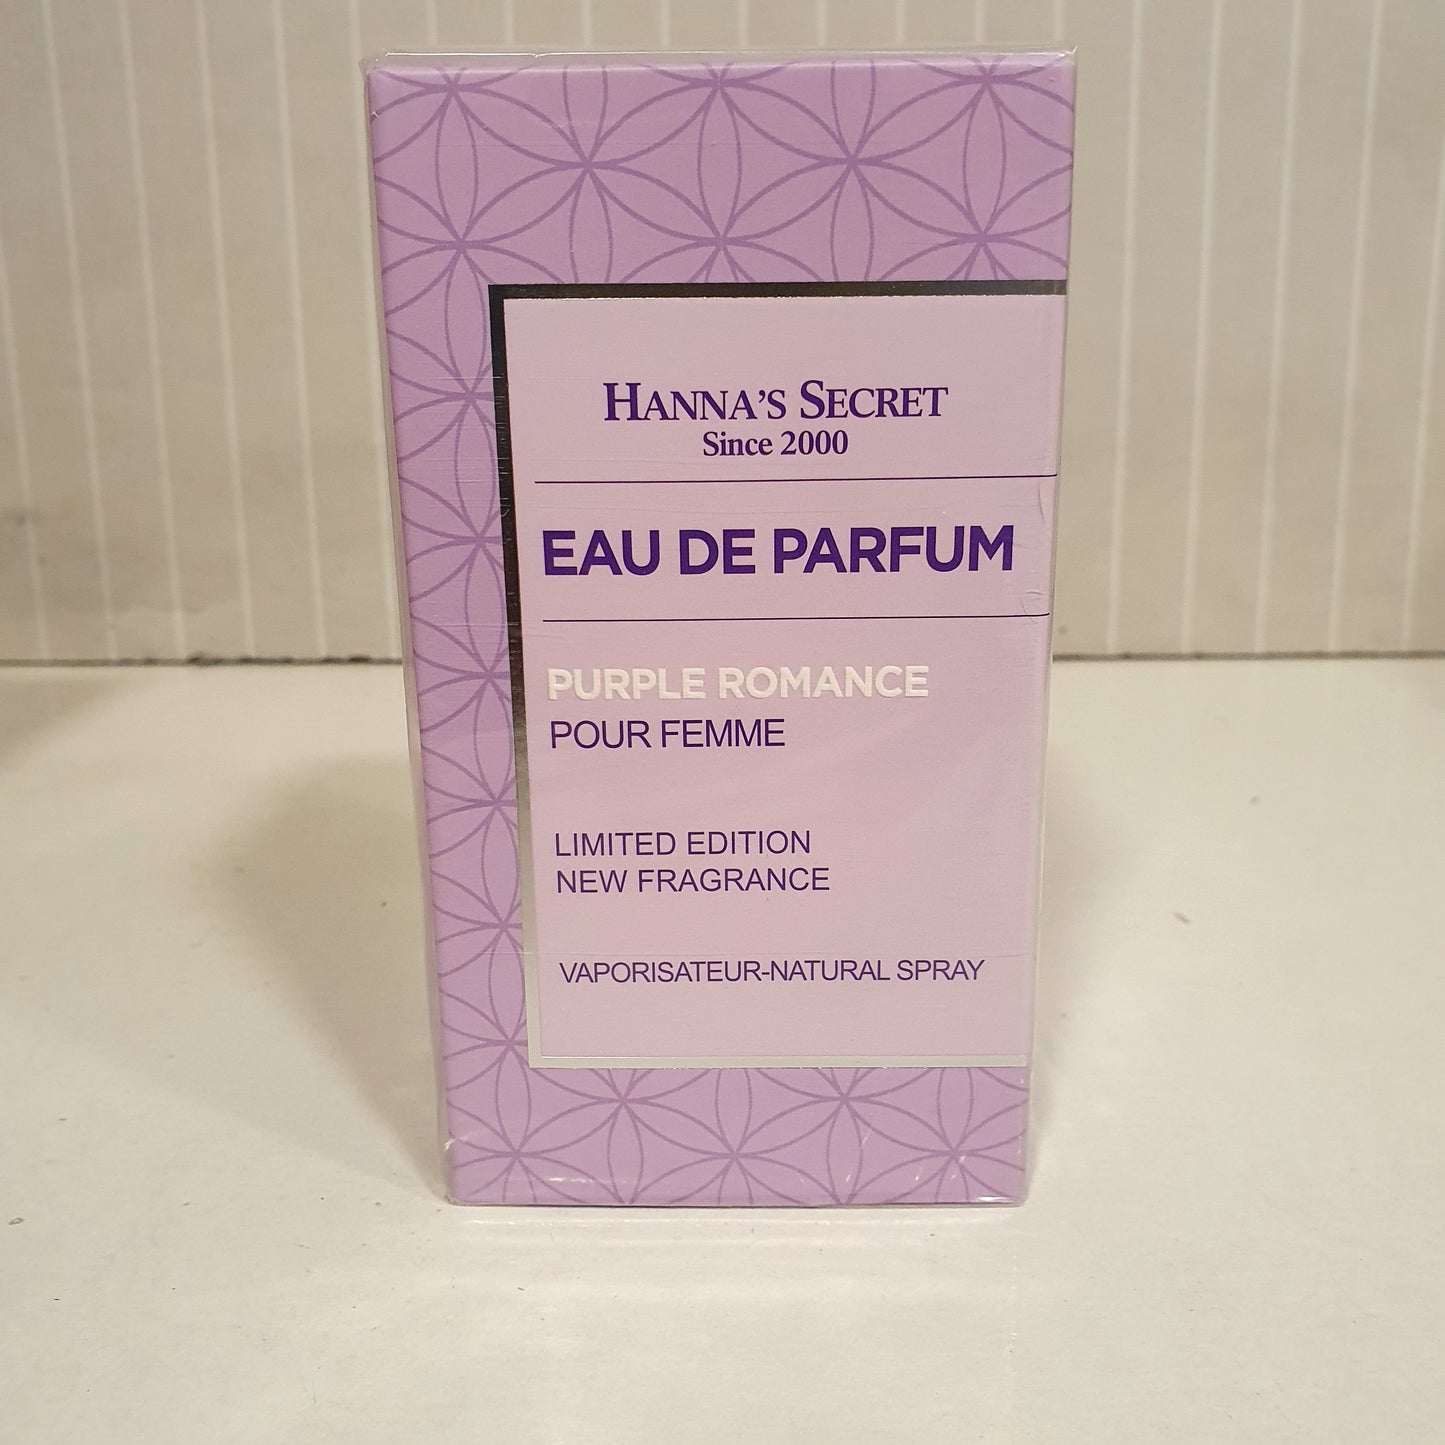 HANNA'S SECRET
Since 2000
EAU DE PARFUM
PURPLE ROMANCE
POUR FEMME
LIMITED EDITION
NEW FRAGRANCE
VAPORISATEUR-NATURAL SPRAY